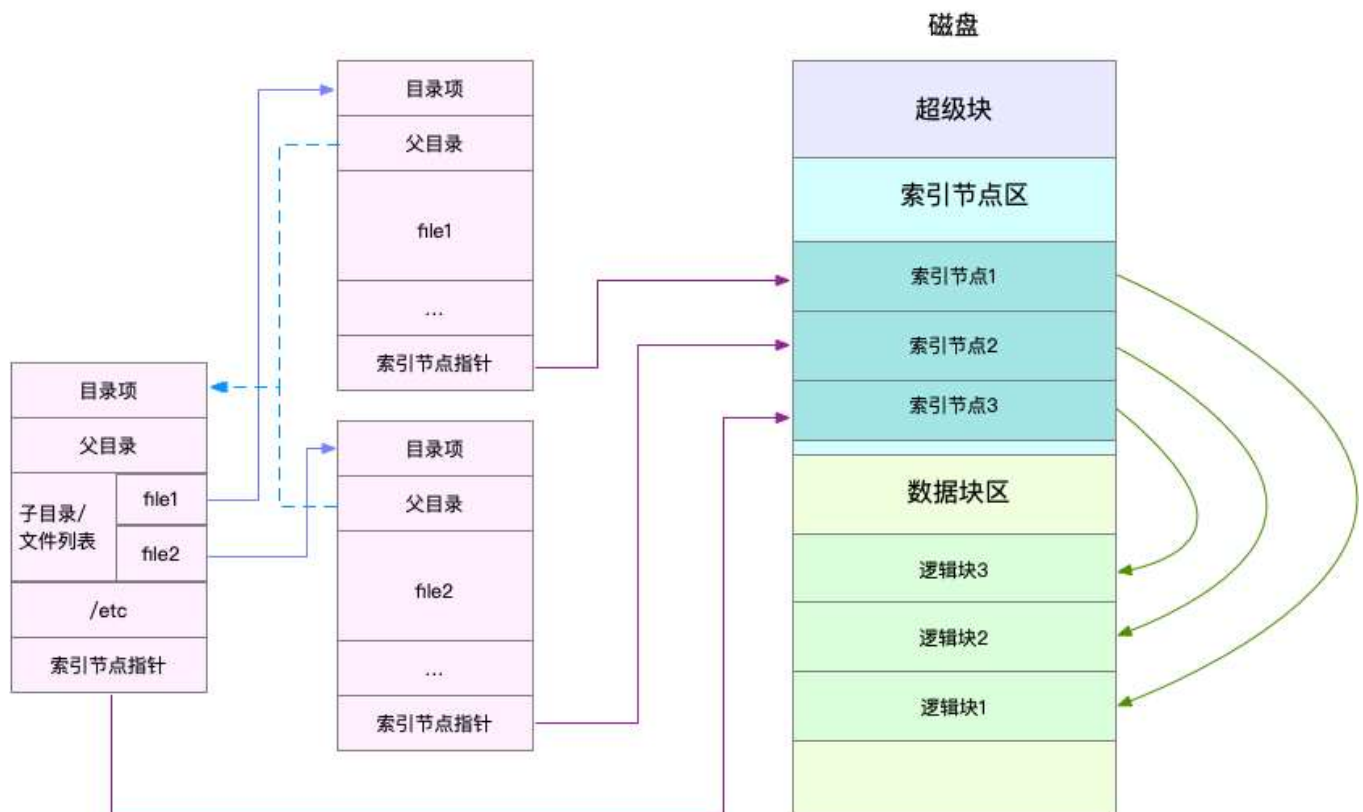 磁盘
目录项
父目录
file1
...
索引节点指针
目录项
父目录
子目录/
文件列表
file1
file2
/etc
索引节点指针
目录项
父目录
file2
...
索引节点指针
超级块
索引节点区
索引节点1
索引节点2
索引节点3
数据块区
逻辑块3
逻辑块2
逻辑块1